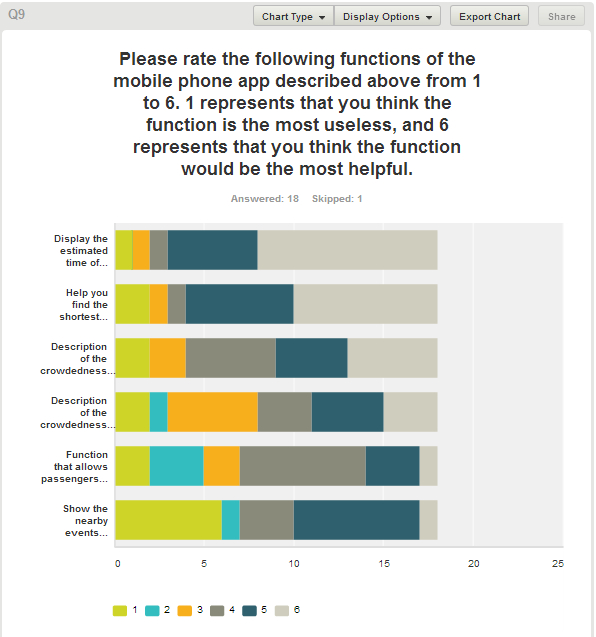 Q9
Chart Type
Display Options
Export Chart
Share
Please rate the following functions of the
mobile phone app described above from 1
to 6. 1 represents that you think the
function is the most useless, and 6
represents that you think the function
would be the most helpful.
Answered: 18 Skipped: 1
Display the
estimated
time of...
Help you
find the
shortest...
Description
of the
crowdedness...
Description
of the
crowdedness...
Function
that allows
passengers...
Show the
nearby
events...
0 5 10 15 20 25
1 2 3 4 5 6